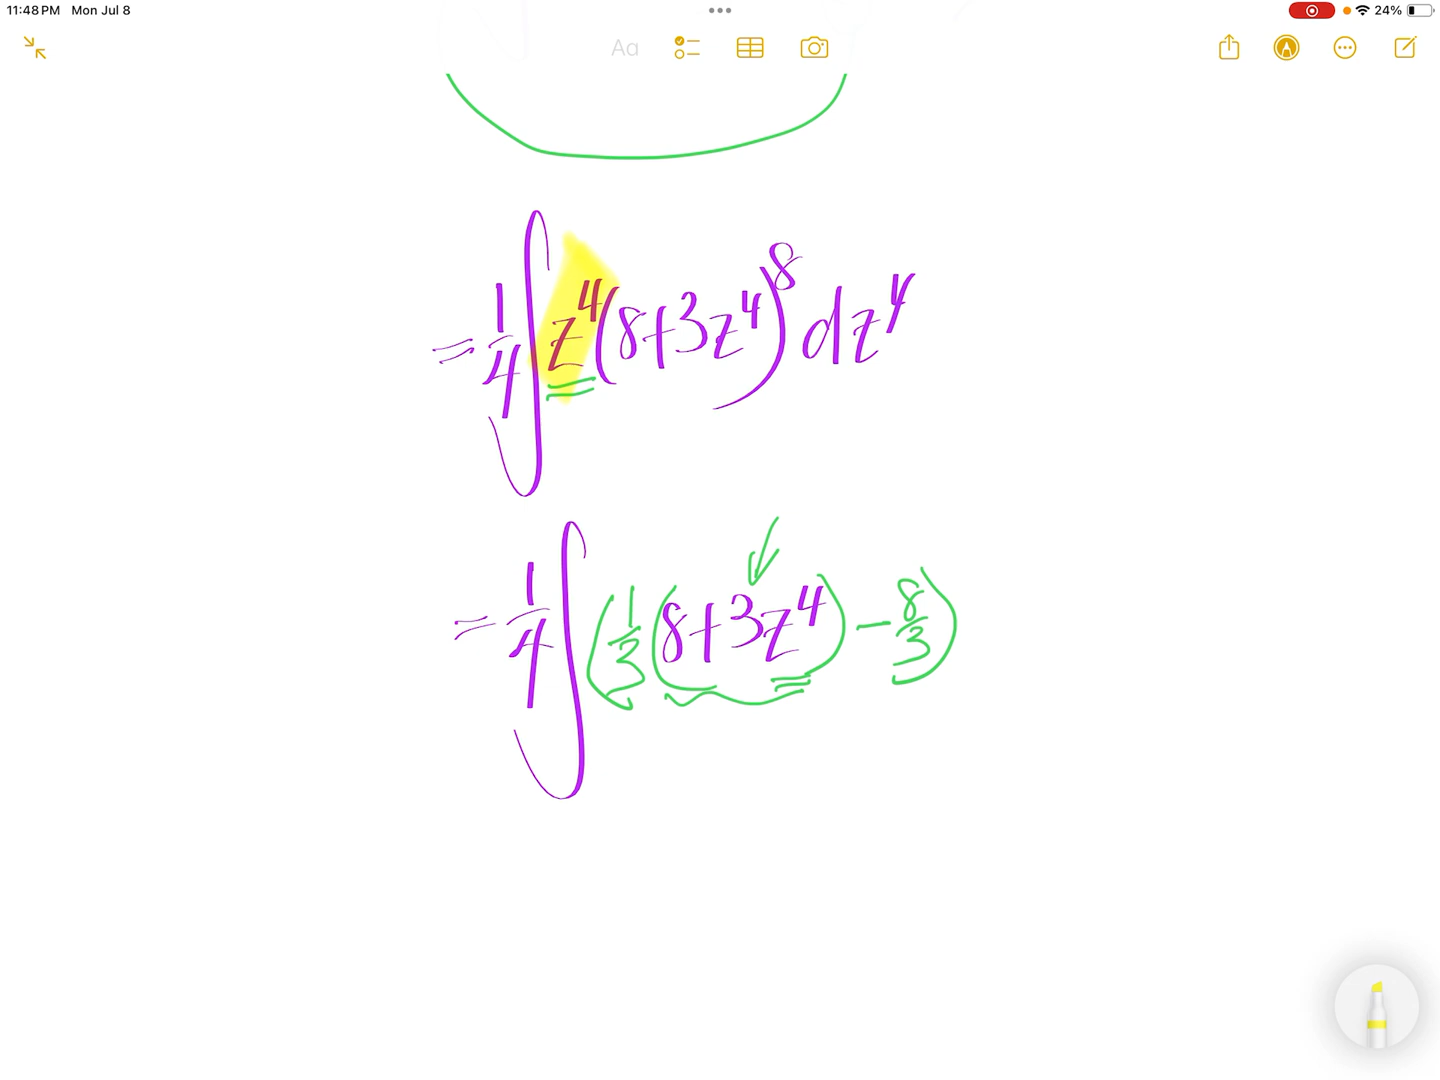 11:48 PM Mon Jul 8 24%
Aa
= 1/4 ∫ z⁴(8+3z⁴)⁸ dz⁴
= 1/4 ∫ (1/3(8+3z⁴) - 8/3)